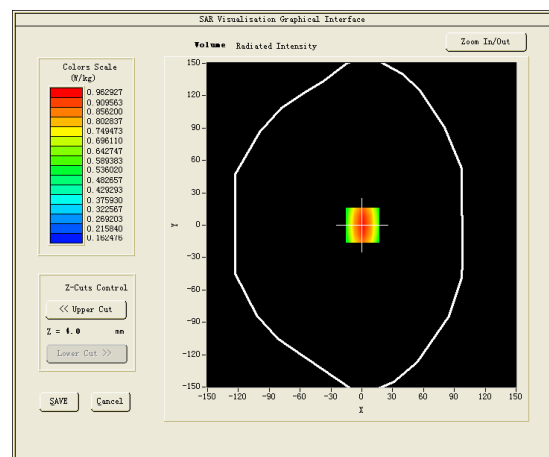 SAR Visualisation Graphical Interface
Volume Radiated Intensity
Zoom In/Out
Colors Scale
(W/kg)
0.962927
0.909563
0.856200
0.802837
0.749473
0.696110
0.642747
0.589383
0.536020
0.482657
0.429293
0.375930
0.322567
0.269203
0.215840
0.162476
Z-Cuts Control
<< Upper Cut
Z = 4.0 mm
Lower Cut >>
SAVE
Cancel
150
120
90
60
30
0
-30
-60
-90
-120
-150
Y
-150 -120 -90 -60 -30 0 30 60 90 120 150
X